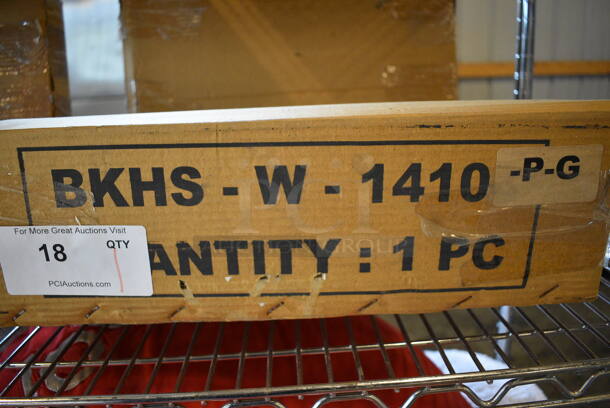 BKHS - W - 1410 -P-G
ANTITY : 1 PC
For More Great Auctions Visit
18 QTY
PCIAuctions.com